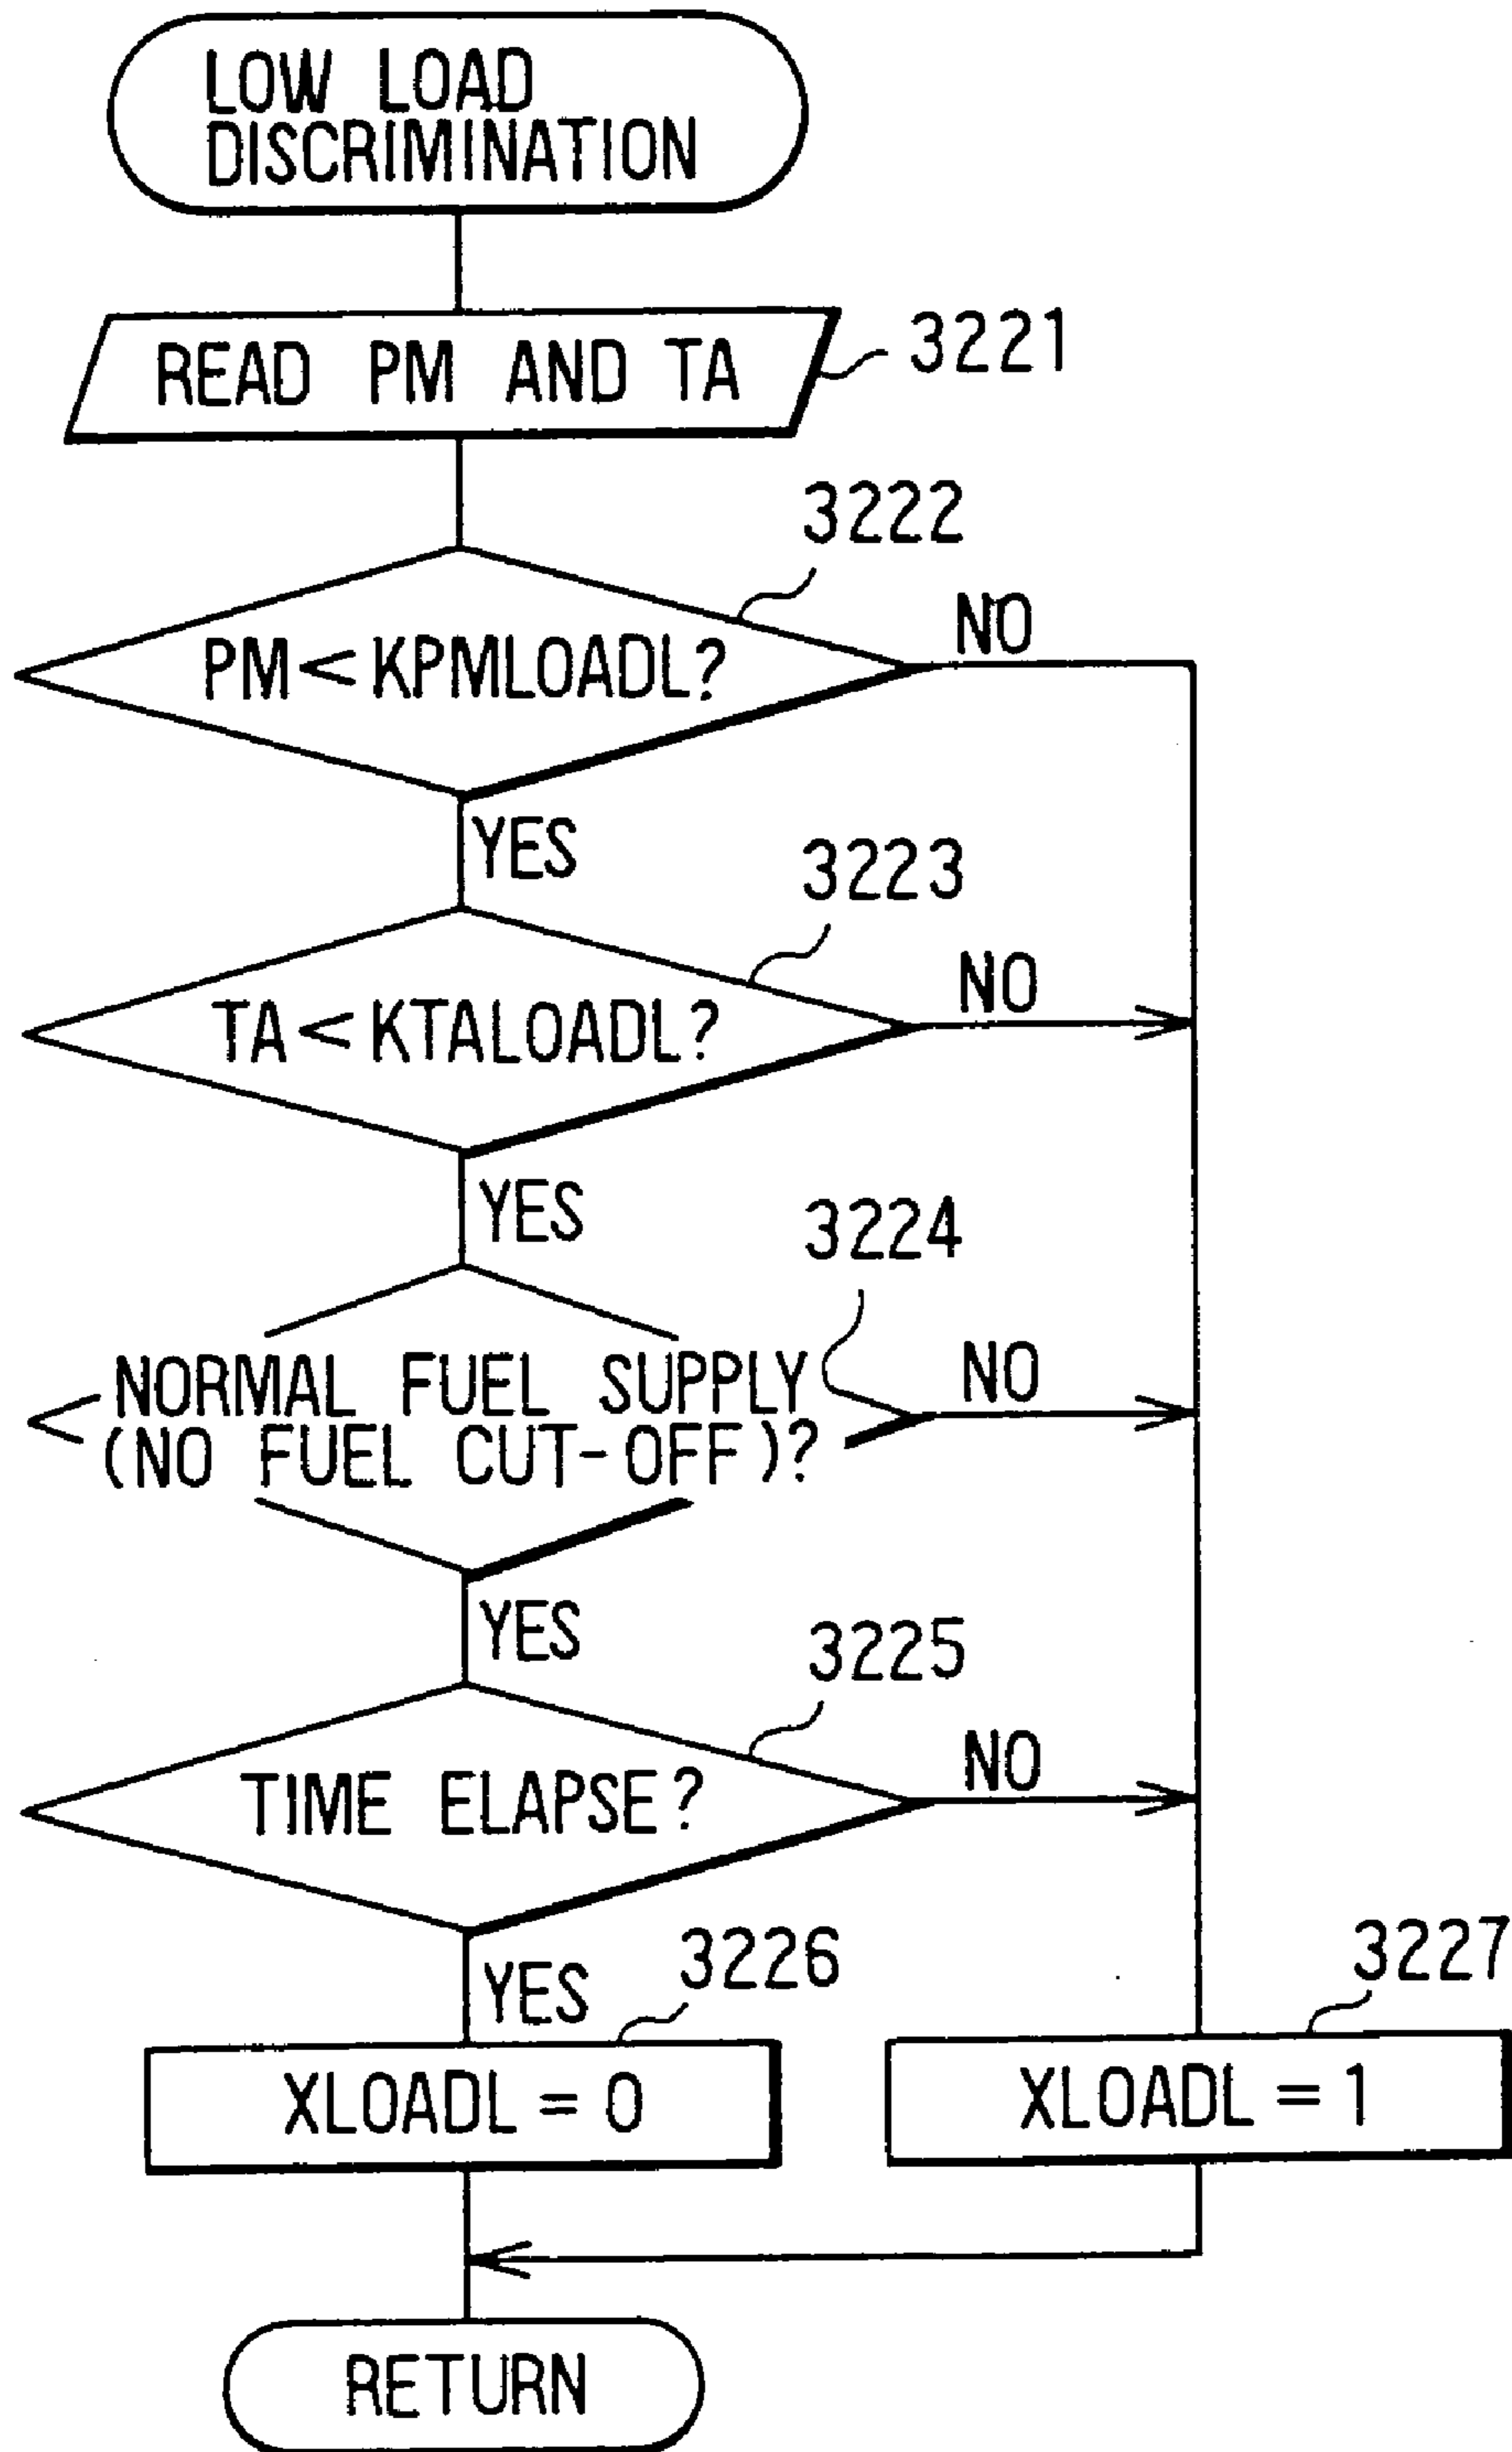 LOW LOAD
DISCRIMINATION
READ PM AND TA
3221
3222
PM < KPMLOADL?
NO
YES
3223
TA < KTALOADL?
NO
YES
3224
NORMAL FUEL SUPPLY
(NO FUEL CUT-OFF)?
NO
YES
3225
TIME ELAPSE?
NO
YES
3226
3227
XLOADL = 0
XLOADL = 1
RETURN